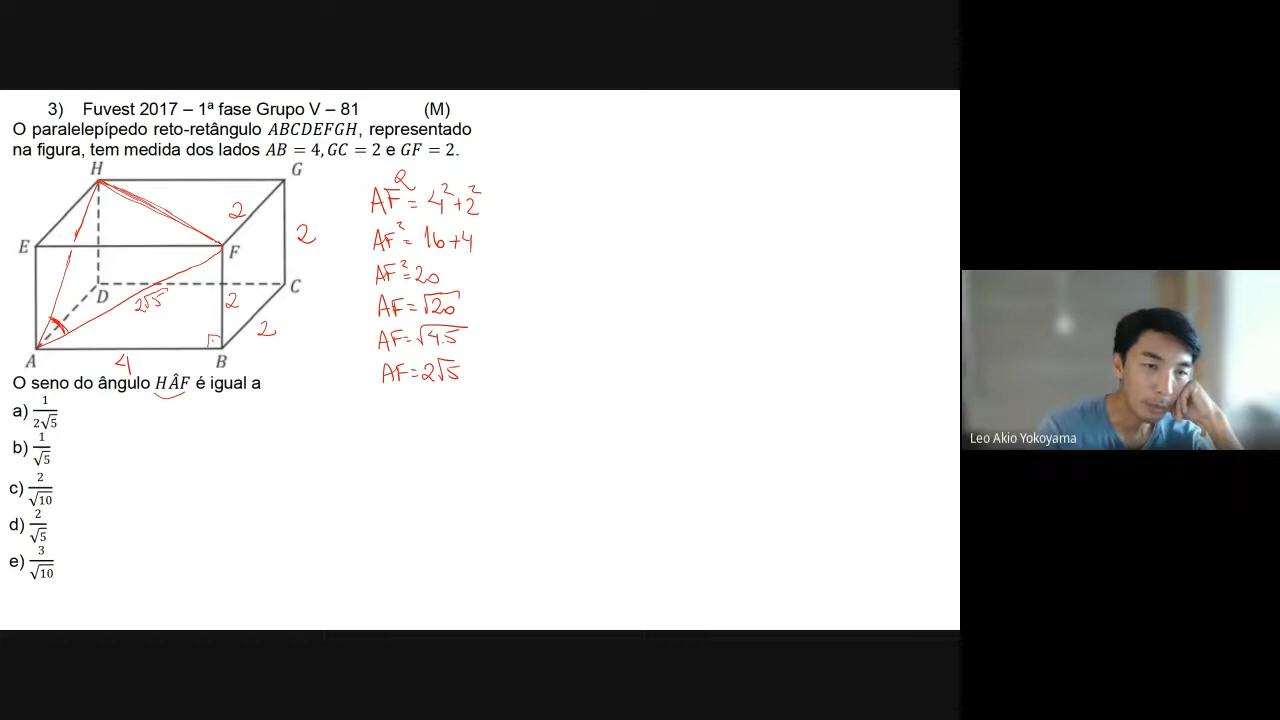 3) Fuvest 2017 – 1ª fase Grupo V – 81 (M)
O paralelepípedo reto-retângulo ABCDEFGH, representado
na figura, tem medida dos lados AB = 4, GC = 2 e GF = 2.
H
G
E
F
D
C
A
B
2
2
2
2
4
2√5
AF² = 4² + 2²
AF² = 16 + 4
AF² = 20
AF = √20
AF = √4.5
AF = 2√5
O seno do ângulo HÂF é igual a
a) 1/2√5
b) 1/√5
c) 2/√10
d) 2/√5
e) 3/√10
Leo Akio Yokoyama